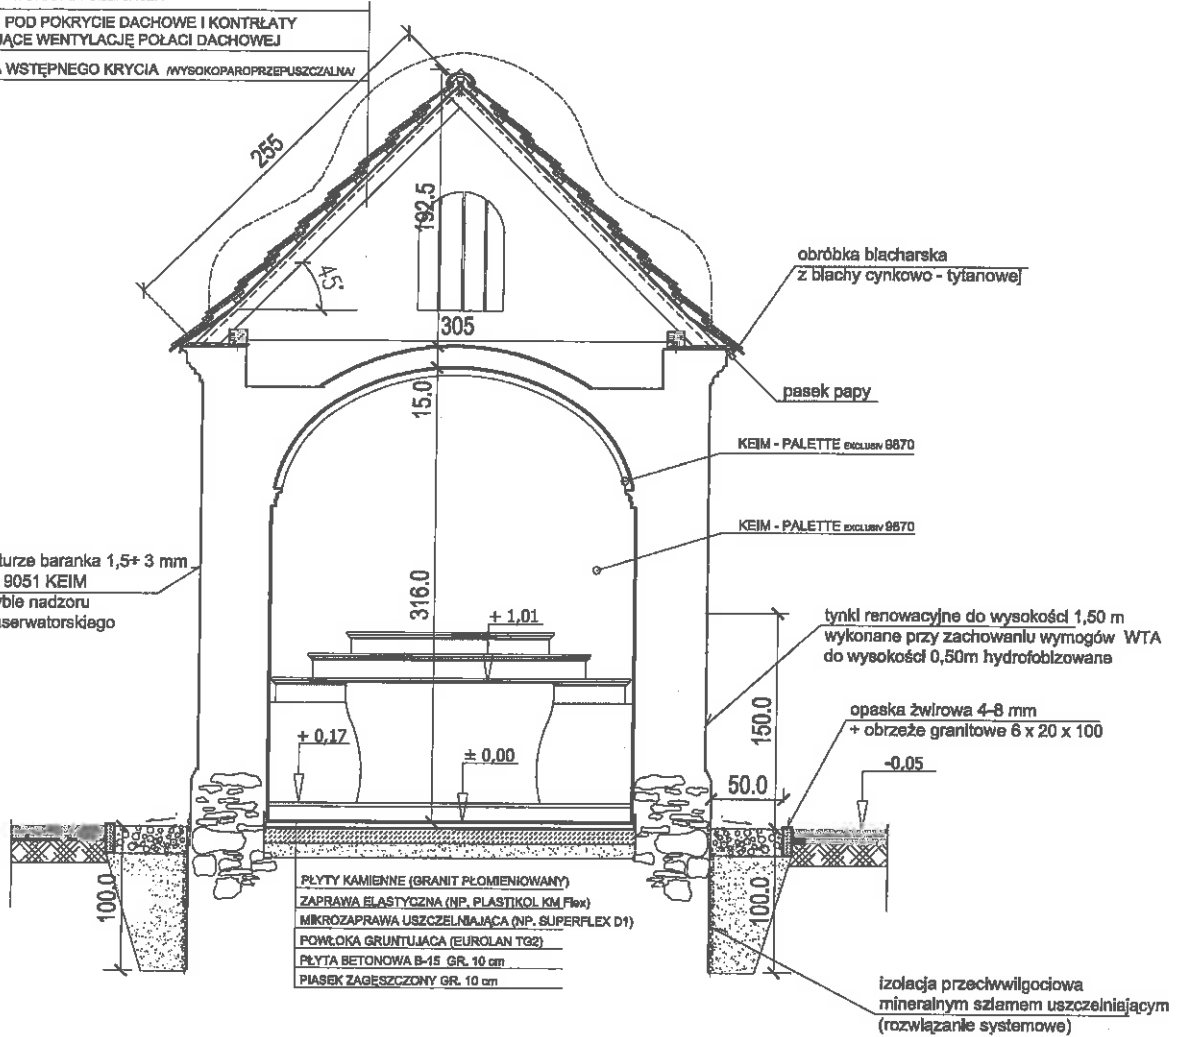 POD POKRYCIE DACHOWE I KONTRŁATY
JĄCE WENTYLACJĘ POŁACI DACHOWEJ
WSTĘPNEGO KRYCIA /WYSOKOPAROPRZEPUSZCZALNA/
255
192,5
45°
305
obróbka blacharska
z blachy cynkowo - tytanowej
pasek papy
15.0
KEIM - PALETTE EXCLUSIV 9870
KEIM - PALETTE EXCLUSIV 9870
turze baranka 1,5+ 3 mm
9051 KEIM
nadzoru
316.0
+ 1,01
tynki renowacyjne do wysokości 1,50 m
wykonane przy zachowaniu wymogów WTA
do wysokości 0,50m hydrofobizowane
150.0
opaska żwirowa 4-8 mm
+ obrzeże granitowe 6 x 20 x 100
+ 0,17
± 0,00
-0,05
50.0
100.0
100.0
PŁYTY KAMIENNE (GRANIT PŁOMIENIOWANY)
ZAPRAWA ELASTYCZNA (NP. PLASTIKOL KM Flex)
MIKROZAPRAWA USZCZELNIAJĄCA (NP. SUPERFLEX D1)
POWŁOKA GRUNTUJĄCA (EUROLAN TG2)
PŁYTA BETONOWA B-15 GR. 10 cm
PIASEK ZAGĘSZCZONY GR. 10 cm
izolacja przeciwwilgociowa
mineralnym szlamem uszczelniającym
(rozwiązanie systemowe)